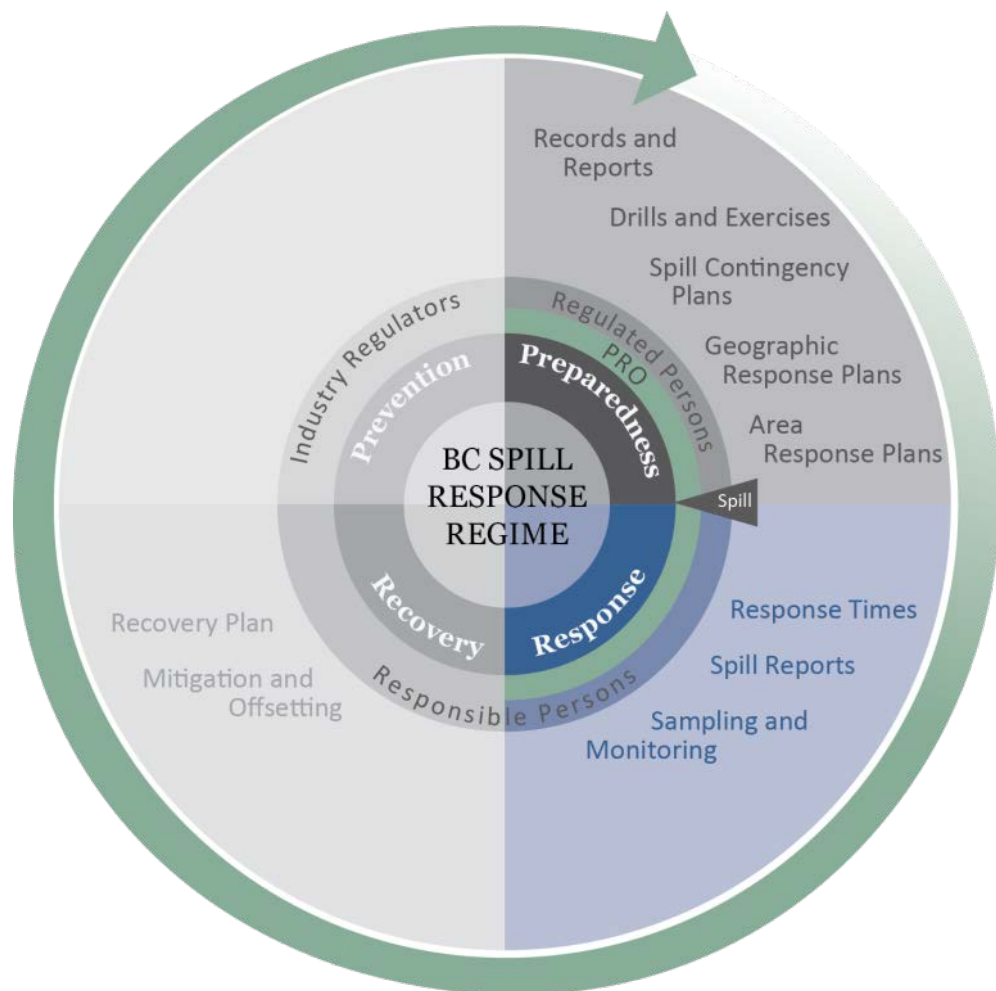 Records and
Reports
Drills and Exercises
Spill Contingency
Plans
Geographic
Response Plans
Area
Response Plans
Industry Regulators
Regulated Persons
PRO
Prevention
Preparedness
BC SPILL
RESPONSE
REGIME
Spill
Recovery
Response
Responsible Persons
Recovery Plan
Mitigation and
Offsetting
Response Times
Spill Reports
Sampling and
Monitoring